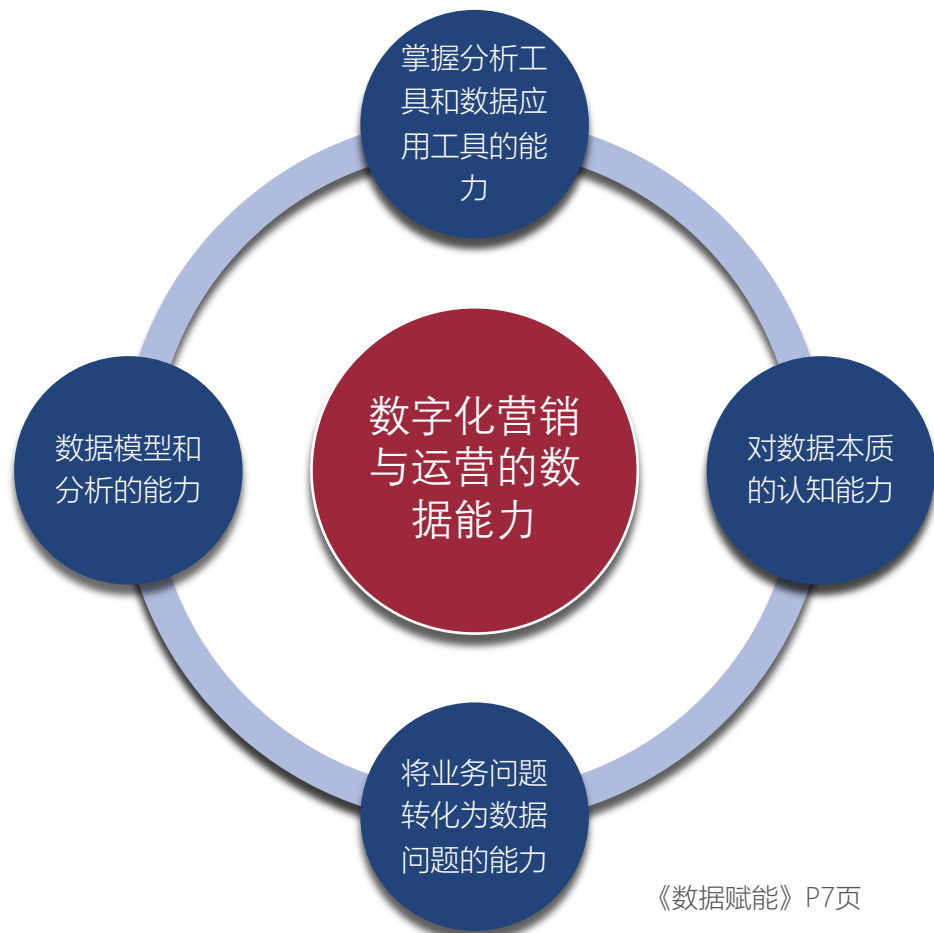 掌握分析工
具和数据应
用工具的能
力
数据模型和
分析的能力
数字化营销
与运营的数
据能力
对数据本质
的认知能力
将业务问题
转化为数据
问题的能力
《数据赋能》P7页